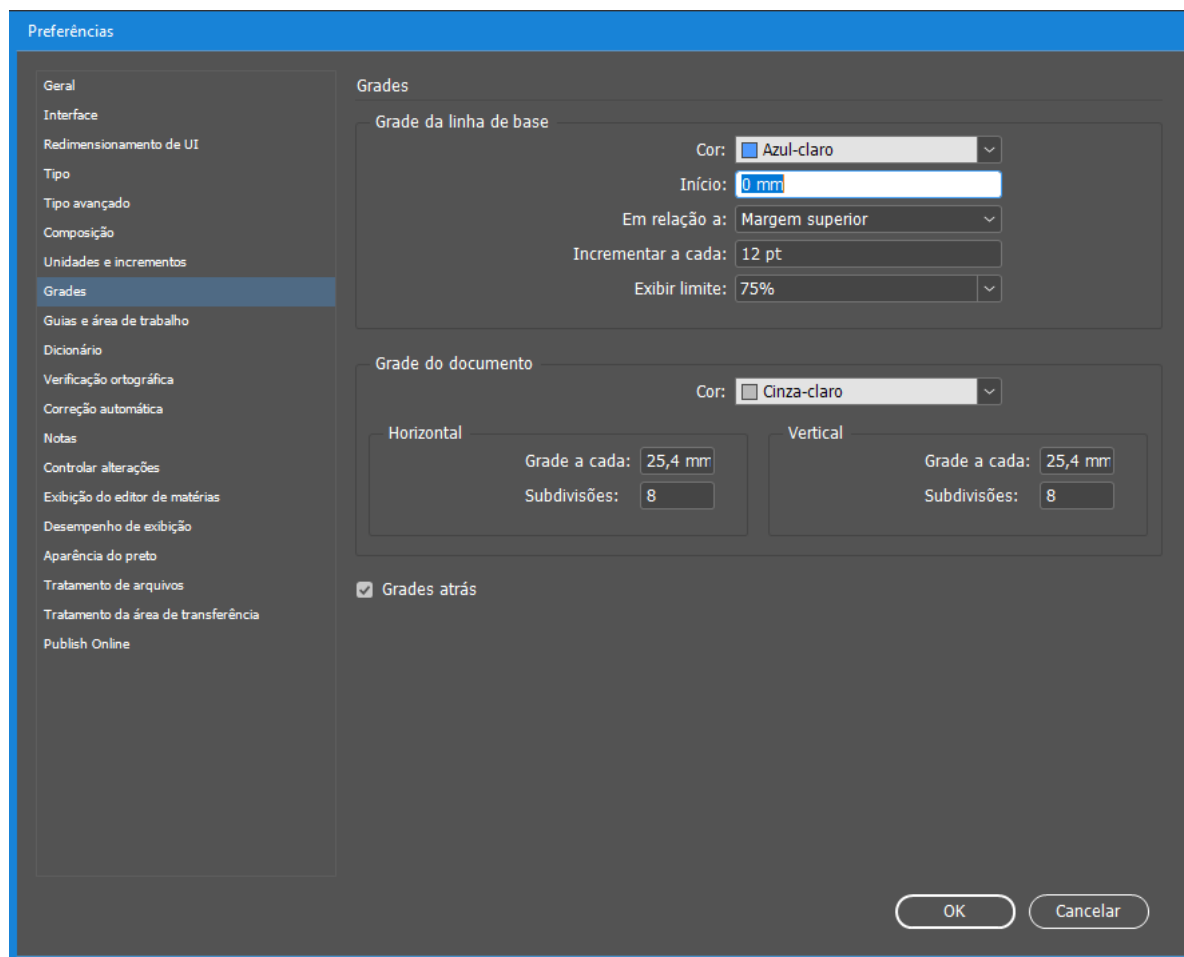 Preferências
Geral
Interface
Redimensionamento de UI
Tipo
Tipo avançado
Composição
Unidades e incrementos
Grades
Guias e área de trabalho
Dicionário
Verificação ortográfica
Correção automática
Notas
Controlar alterações
Exibição do editor de matérias
Desempenho de exibição
Aparência do preto
Tratamento de arquivos
Tratamento da área de transferência
Publish Online
Grades
Grade da linha de base
Cor: Azul-claro
Início: 0 mm
Em relação a: Margem superior
Incrementar a cada: 12 pt
Exibir limite: 75%
Grade do documento
Cor: Cinza-claro
Horizontal
Grade a cada: 25,4 mm
Subdivisões: 8
Vertical
Grade a cada: 25,4 mm
Subdivisões: 8
Grades atrás
OK
Cancelar